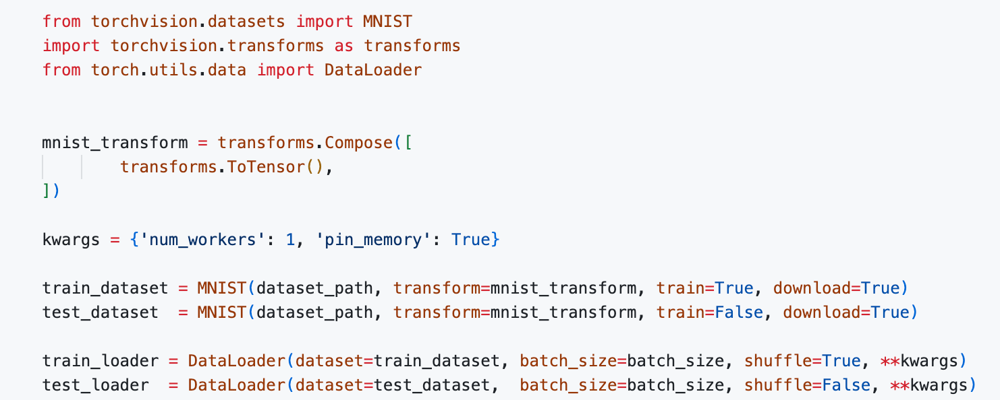 from torchvision.datasets import MNIST
import torchvision.transforms as transforms
from torch.utils.data import DataLoader
mnist_transform = transforms.Compose([
        transforms.ToTensor(),
])
kwargs = {'num_workers': 1, 'pin_memory': True}
train_dataset = MNIST(dataset_path, transform=mnist_transform, train=True, download=True)
test_dataset  = MNIST(dataset_path, transform=mnist_transform, train=False, download=True)
train_loader = DataLoader(dataset=train_dataset, batch_size=batch_size, shuffle=True, **kwargs)
test_loader  = DataLoader(dataset=test_dataset,  batch_size=batch_size, shuffle=False, **kwargs)